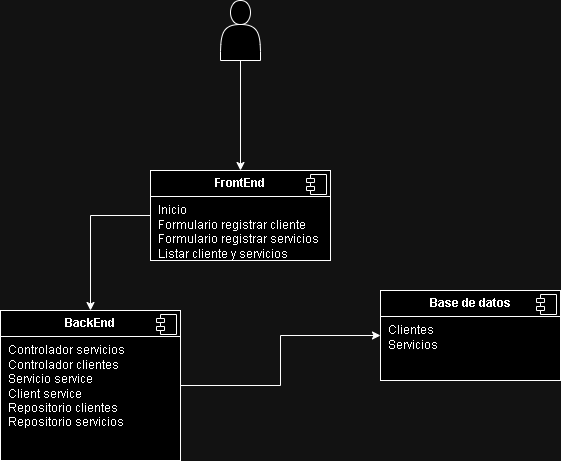 FrontEnd
Inicio
Formulario registrar cliente
Formulario registrar servicios
Listar cliente y servicios
BackEnd
Controlador servicios
Controlador clientes
Servicio service
Client service
Repositorio clientes
Repositorio servicios
Base de datos
Clientes
Servicios